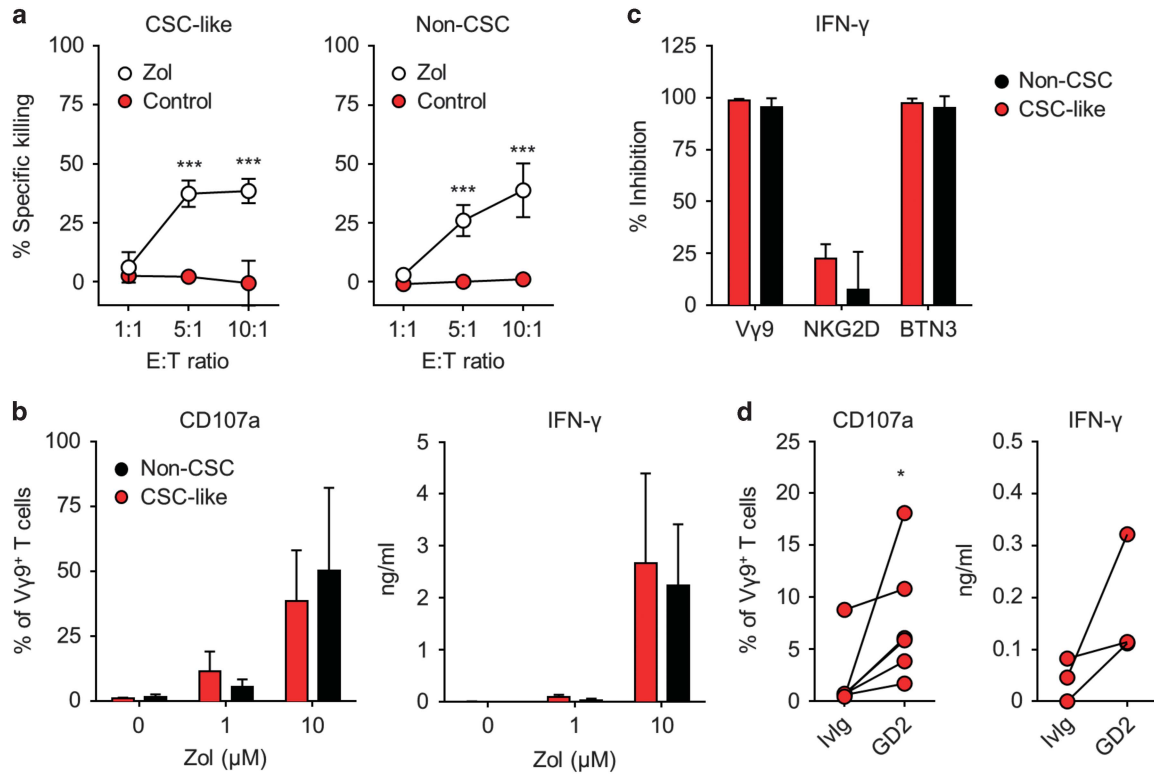 a
CSC-like
100
75
50
25
0
% Specific killing
Zol
Control
***
***
1:1
5:1
10:1
E:T ratio
Non-CSC
100
75
50
25
0
Zol
Control
***
***
1:1
5:1
10:1
E:T ratio
c
IFN-γ
125
100
75
50
25
0
% Inhibition
Vγ9
NKG2D
BTN3
Non-CSC
CSC-like
b
CD107a
100
75
50
25
0
% of Vγ9⁺ T cells
Non-CSC
CSC-like
0
1
10
Zol (µM)
IFN-γ
5
4
3
2
1
0
ng/ml
0
1
10
Zol (µM)
d
CD107a
25
20
15
10
5
0
% of Vγ9⁺ T cells
*
IvIg
GD2
IFN-γ
0.5
0.4
0.3
0.2
0.1
0
ng/ml
IvIg
GD2